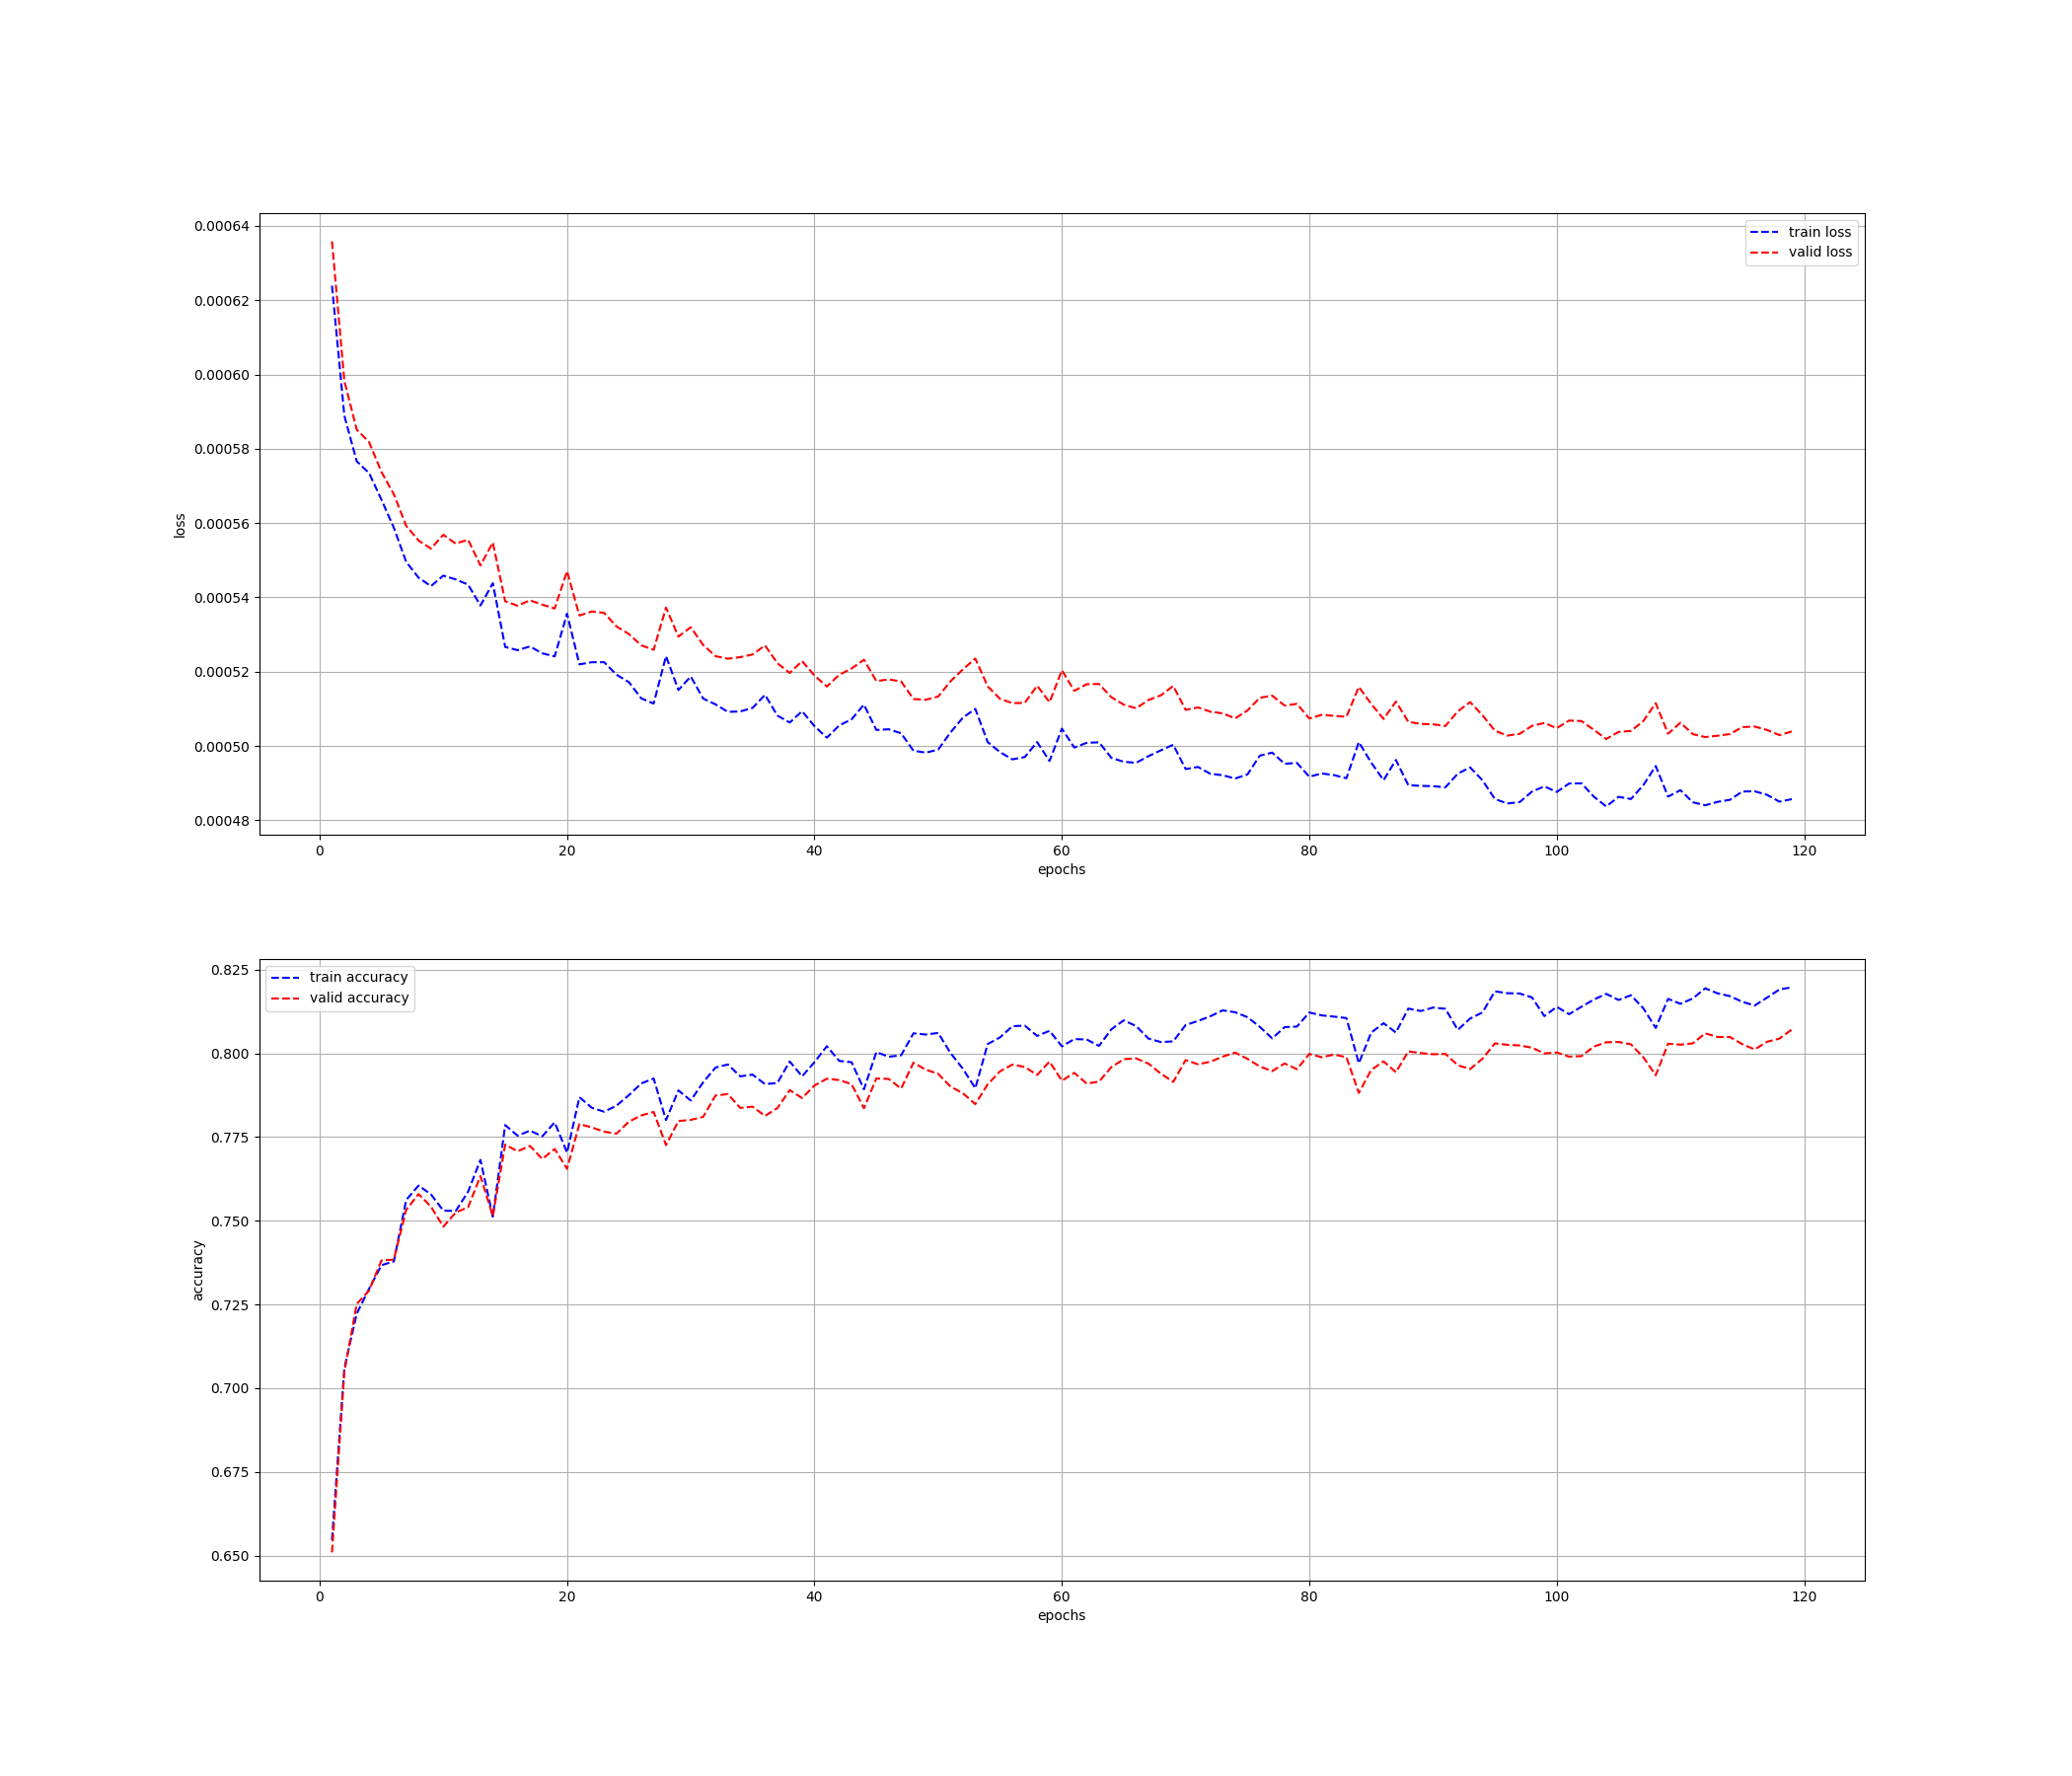 0.00064
train loss
valid loss
0.00062
0.00060
0.00058
0.00056
loss
0.00054
0.00052
0.00050
0.00048
0 20 40 60 80 100 120
epochs
0.825
train accuracy
valid accuracy
0.800
0.775
0.750
accuracy
0.725
0.700
0.675
0.650
0 20 40 60 80 100 120
epochs